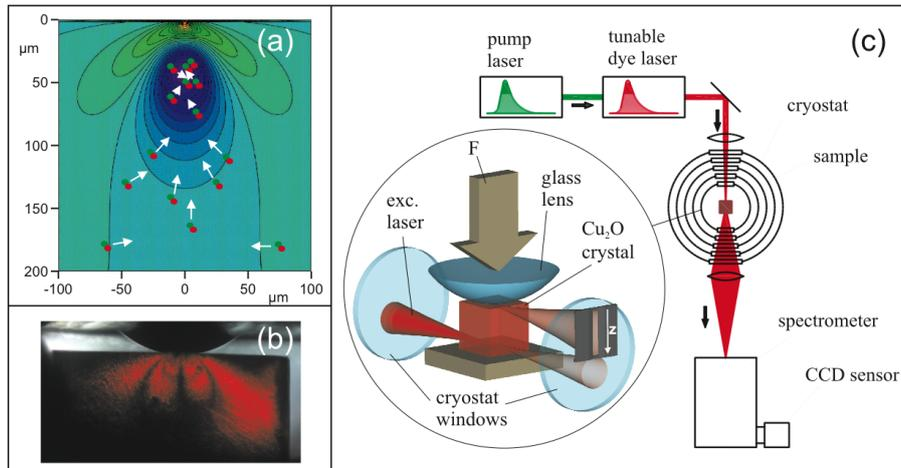 (a)
0
μm
50
100
150
200
-100
-50
0
50
100
μm
(b)
(c)
pump
laser
tunable
dye laser
cryostat
sample
F
glass
lens
exc.
laser
Cu₂O
crystal
z
cryostat
windows
spectrometer
CCD sensor